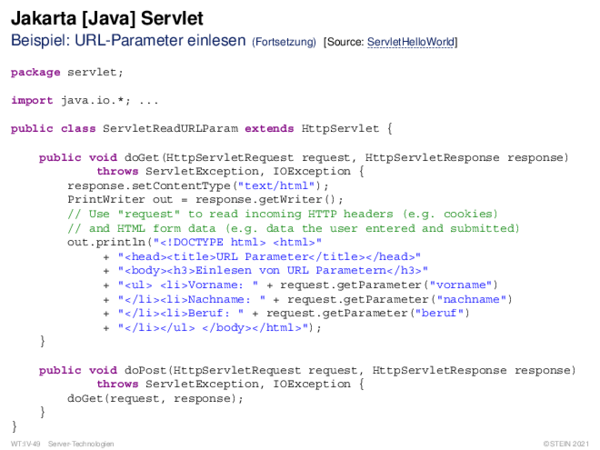 Jakarta [Java] Servlet
Beispiel: URL-Parameter einlesen (Fortsetzung) [Source: ServletHelloWorld]
package servlet;
import java.io.*; ...
public class ServletReadURLParam extends HttpServlet {
public void doGet(HttpServletRequest request, HttpServletResponse response)
throws ServletException, IOException {
response.setContentType("text/html");
PrintWriter out = response.getWriter();
// Use "request" to read incoming HTTP headers (e.g. cookies)
// and HTML form data (e.g. data the user entered and submitted)
out.println("<!DOCTYPE html> <html>"
+ "<head><title>URL Parameter</title></head>"
+ "<body><h3>Einlesen von URL Parametern</h3>"
+ "<ul> <li>Vorname: " + request.getParameter("vorname")
+ "</li><li>Nachname: " + request.getParameter("nachname")
+ "</li><li>Beruf: " + request.getParameter("beruf")
+ "</li></ul> </body></html>");
}
public void doPost(HttpServletRequest request, HttpServletResponse response)
throws ServletException, IOException {
doGet(request, response);
}
}
WT:IV-49 Server-Technologien ©STEIN 2021